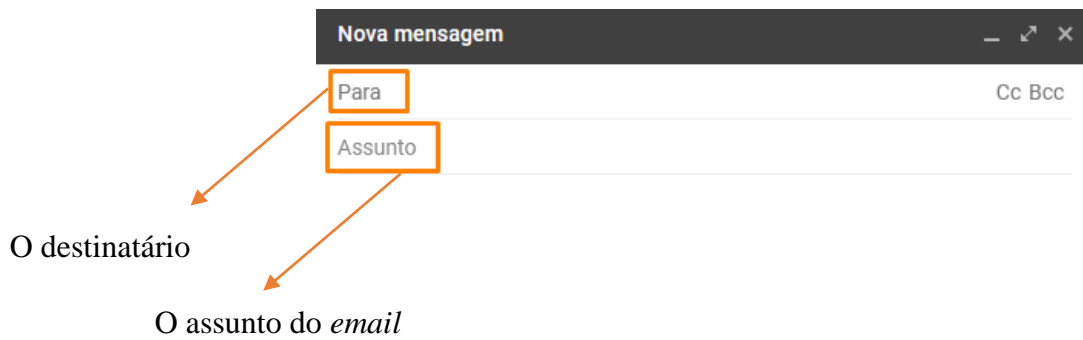 Nova mensagem
Para Cc Bcc
Assunto
O destinatário
O assunto do email